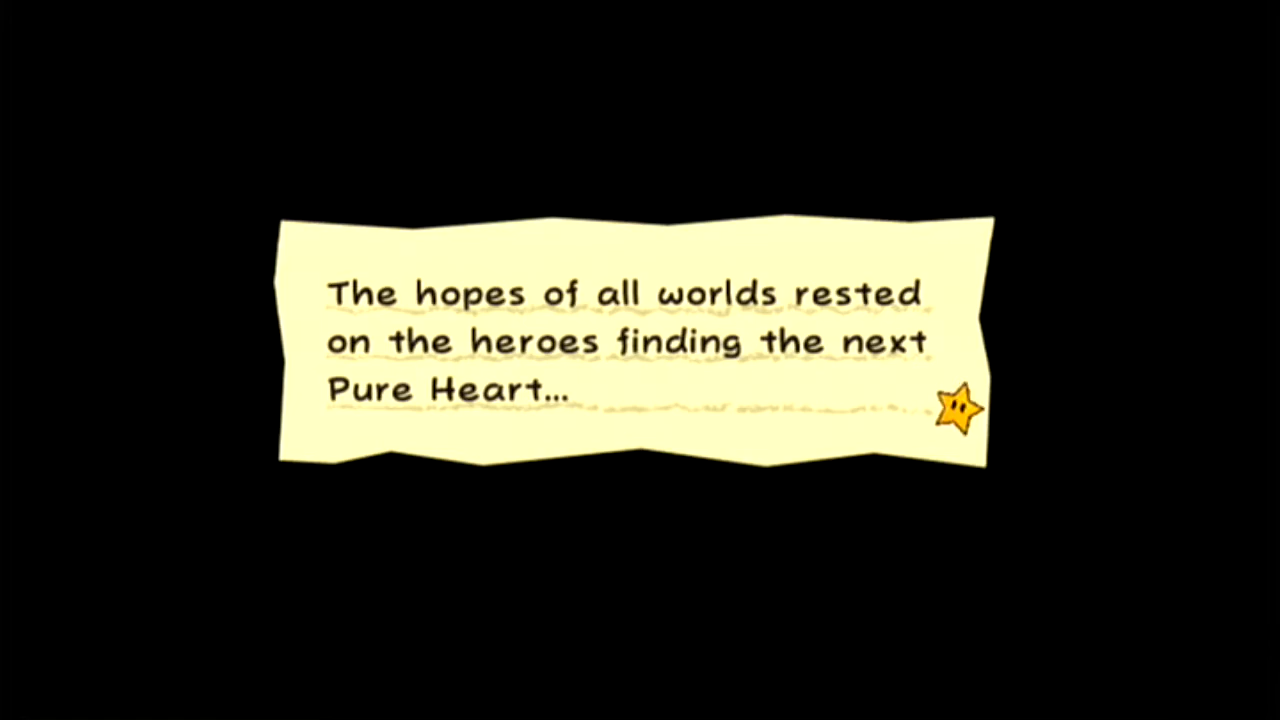 The hopes of all worlds rested
on the heroes finding the next
Pure Heart...